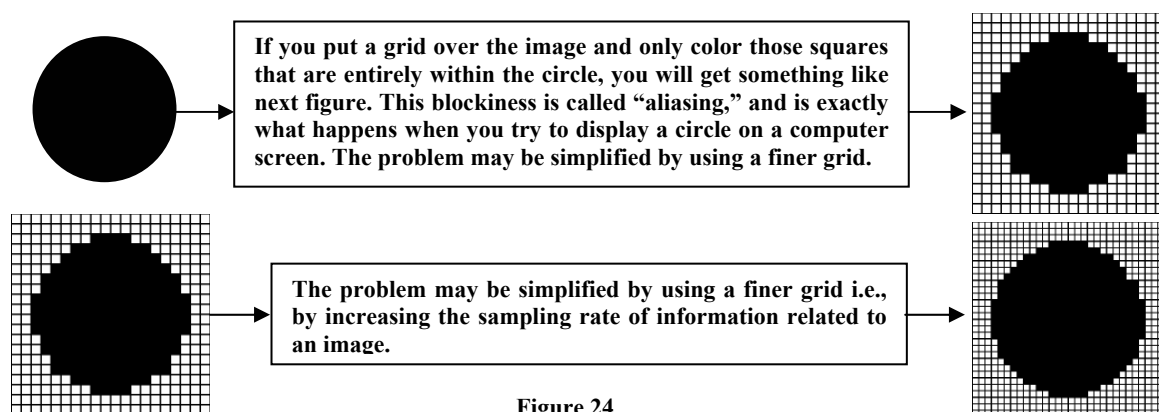 If you put a grid over the image and only color those squares
that are entirely within the circle, you will get something like
next figure. This blockiness is called “aliasing,” and is exactly
what happens when you try to display a circle on a computer
screen. The problem may be simplified by using a finer grid.
The problem may be simplified by using a finer grid i.e.,
by increasing the sampling rate of information related to
an image.
Figure 24